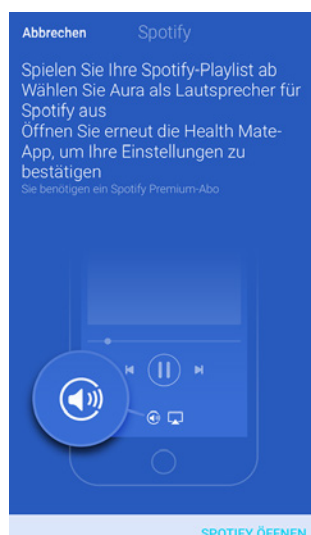 Abbrechen Spotify
Spielen Sie Ihre Spotify-Playlist ab
Wählen Sie Aura als Lautsprecher für
Spotify aus
Öffnen Sie erneut die Health Mate-
App, um Ihre Einstellungen zu
bestätigen
Sie benötigen ein Spotify Premium-Abo
SPOTIFY ÖFFNEN